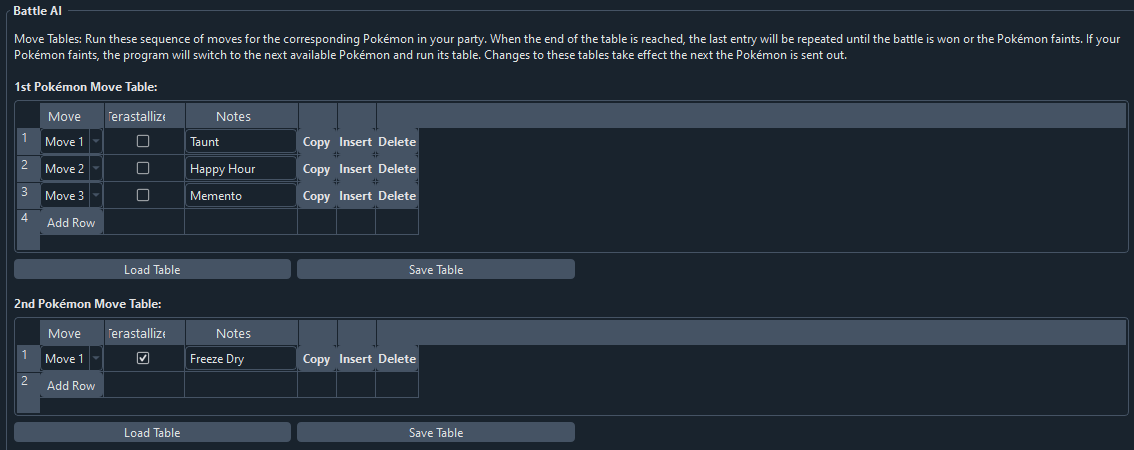 Battle AI
Move Tables: Run these sequence of moves for the corresponding Pokémon in your party. When the end of the table is reached, the last entry will be repeated until the battle is won or the Pokémon faints. If your
Pokémon faints, the program will switch to the next available Pokémon and run its table. Changes to these tables take effect the next the Pokémon is sent out.
1st Pokémon Move Table:
Move Terastallize Notes
1 Move 1 Taunt Copy Insert Delete
2 Move 2 Happy Hour Copy Insert Delete
3 Move 3 Memento Copy Insert Delete
4 Add Row
Load Table Save Table
2nd Pokémon Move Table:
Move Terastallize Notes
1 Move 1 Freeze Dry Copy Insert Delete
2 Add Row
Load Table Save Table